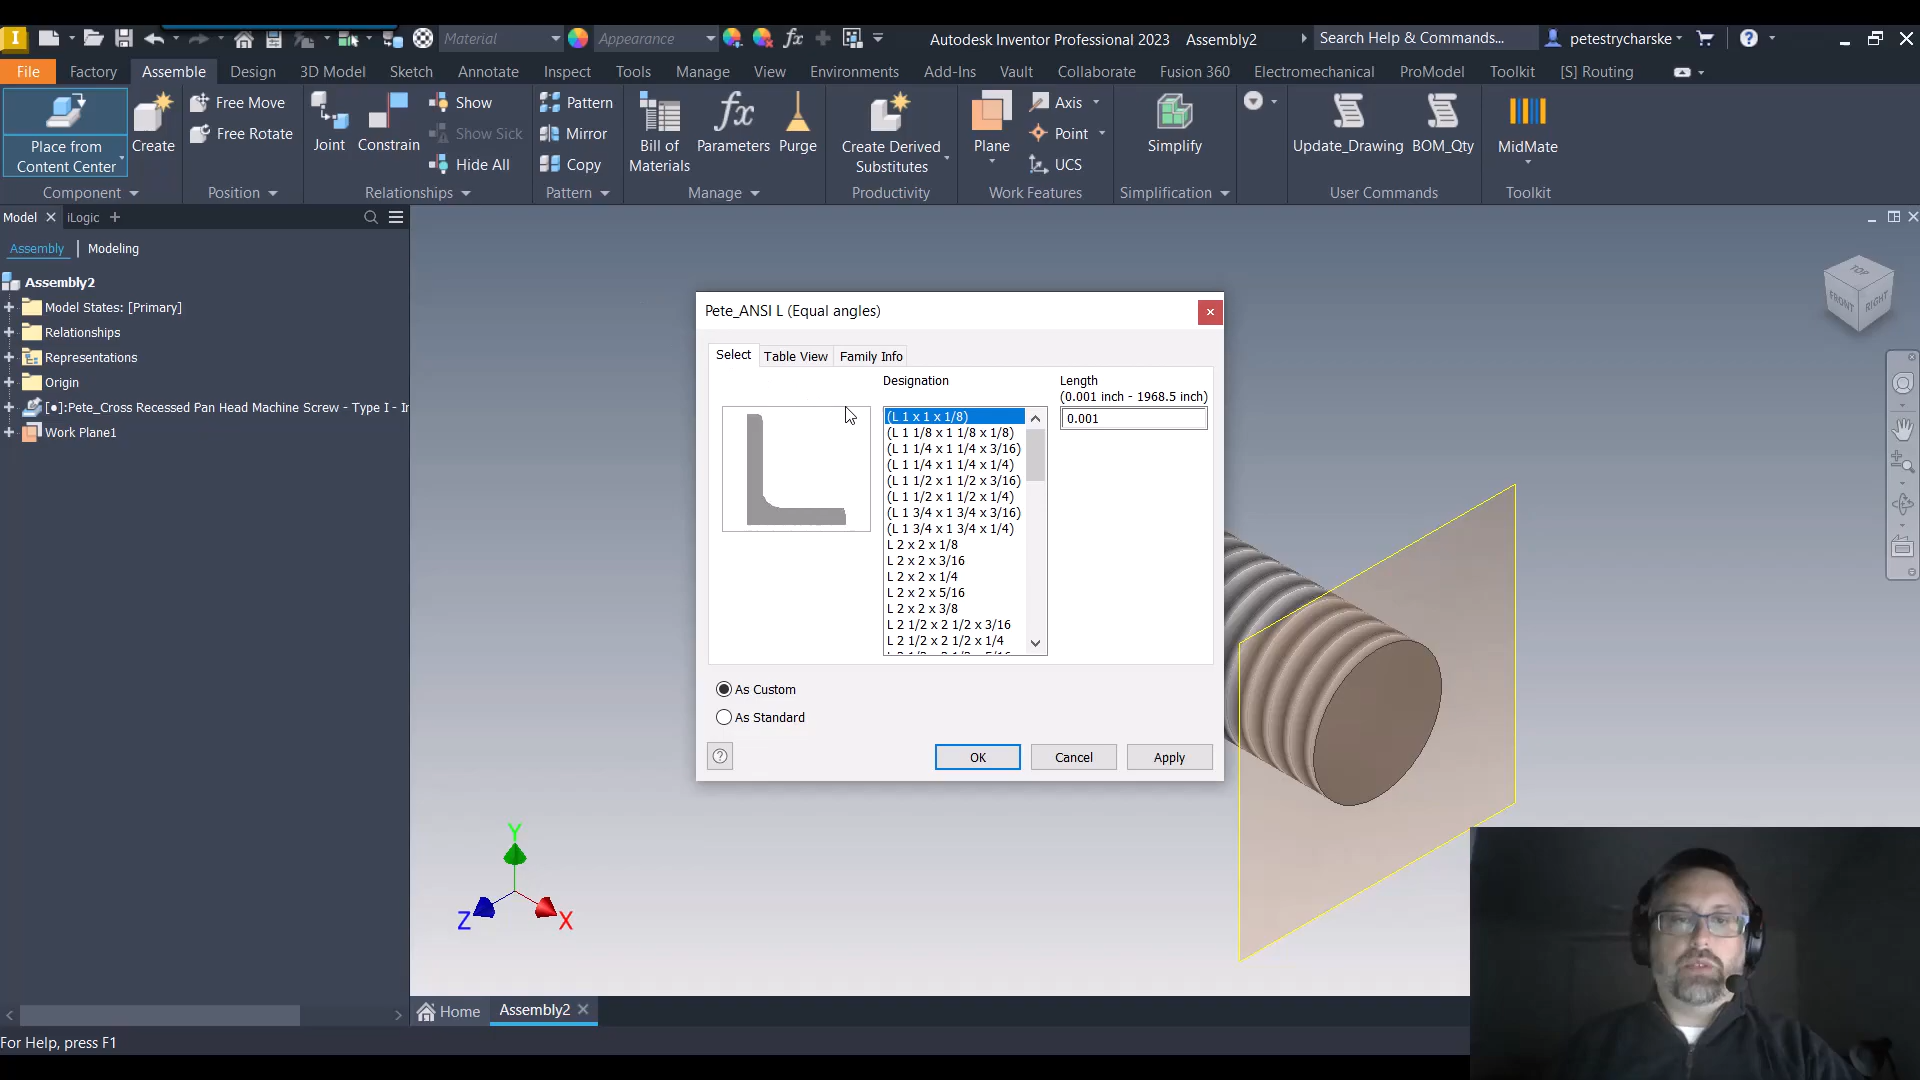 I Material Appearance fx Autodesk Inventor Professional 2023 Assembly2 Search Help & Commands... petestrycharske ?
File Factory Assemble Design 3D Model Sketch Annotate Inspect Tools Manage View Environments Add-Ins Vault Collaborate Fusion 360 Electromechanical ProModel Toolkit [S] Routing
Place from
Content Center
Create
Free Move
Free Rotate
Joint
Constrain
Show
Show Sick
Hide All
Pattern
Mirror
Copy
Bill of
Materials
fx
Parameters
Purge
Create Derived
Substitutes
Plane
Axis
Point
UCS
Simplify
Update_Drawing
BOM_Qty
MidMate
Component Position Relationships Pattern Manage Productivity Work Features Simplification User Commands Toolkit
Model iLogic +
Assembly | Modeling
Assembly2
Model States: [Primary]
Relationships
Representations
Origin
[●]:Pete_Cross Recessed Pan Head Machine Screw - Type I - Ir
Work Plane1
Pete_ANSI L (Equal angles)
Select Table View Family Info
Designation
(L 1 x 1 x 1/8)
(L 1 1/8 x 1 1/8 x 1/8)
(L 1 1/4 x 1 1/4 x 3/16)
(L 1 1/4 x 1 1/4 x 1/4)
(L 1 1/2 x 1 1/2 x 3/16)
(L 1 1/2 x 1 1/2 x 1/4)
(L 1 3/4 x 1 3/4 x 3/16)
(L 1 3/4 x 1 3/4 x 1/4)
L 2 x 2 x 1/8
L 2 x 2 x 3/16
L 2 x 2 x 1/4
L 2 x 2 x 5/16
L 2 x 2 x 3/8
L 2 1/2 x 2 1/2 x 3/16
L 2 1/2 x 2 1/2 x 1/4
Length
(0.001 inch - 1968.5 inch)
0.001
As Custom
As Standard
? OK Cancel Apply
TOP
FRONT RIGHT
Y
Z X
Home Assembly2
For Help, press F1